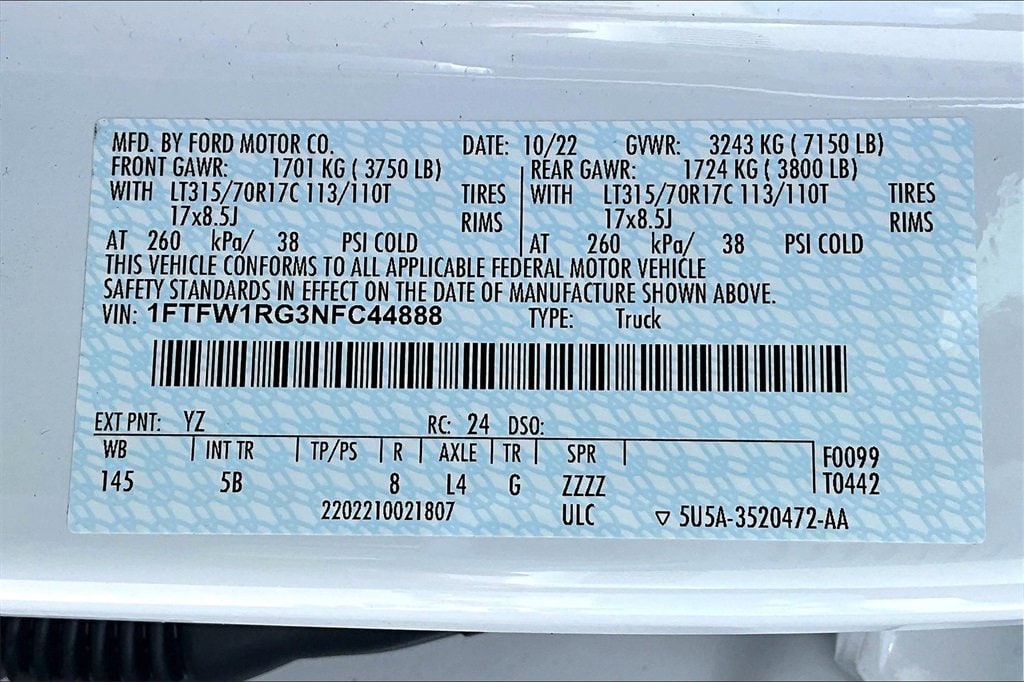 MFD. BY FORD MOTOR CO. DATE: 10/22 GVWR: 3243 KG ( 7150 LB)
FRONT GAWR: 1701 KG ( 3750 LB) REAR GAWR: 1724 KG ( 3800 LB)
WITH LT315/70R17C 113/110T TIRES WITH LT315/70R17C 113/110T TIRES
17x8.5J RIMS 17x8.5J RIMS
AT 260 kPa/ 38 PSI COLD AT 260 kPa/ 38 PSI COLD
THIS VEHICLE CONFORMS TO ALL APPLICABLE FEDERAL MOTOR VEHICLE
SAFETY STANDARDS IN EFFECT ON THE DATE OF MANUFACTURE SHOWN ABOVE.
VIN: 1FTFW1RG3NFC44888 TYPE: Truck
EXT PNT: YZ RC: 24 DSO:
WB INT TR TP/PS R AXLE TR SPR F0099
145 5B 8 L4 G ZZZZ T0442
2202210021807 ULC ▽ 5U5A-3520472-AA